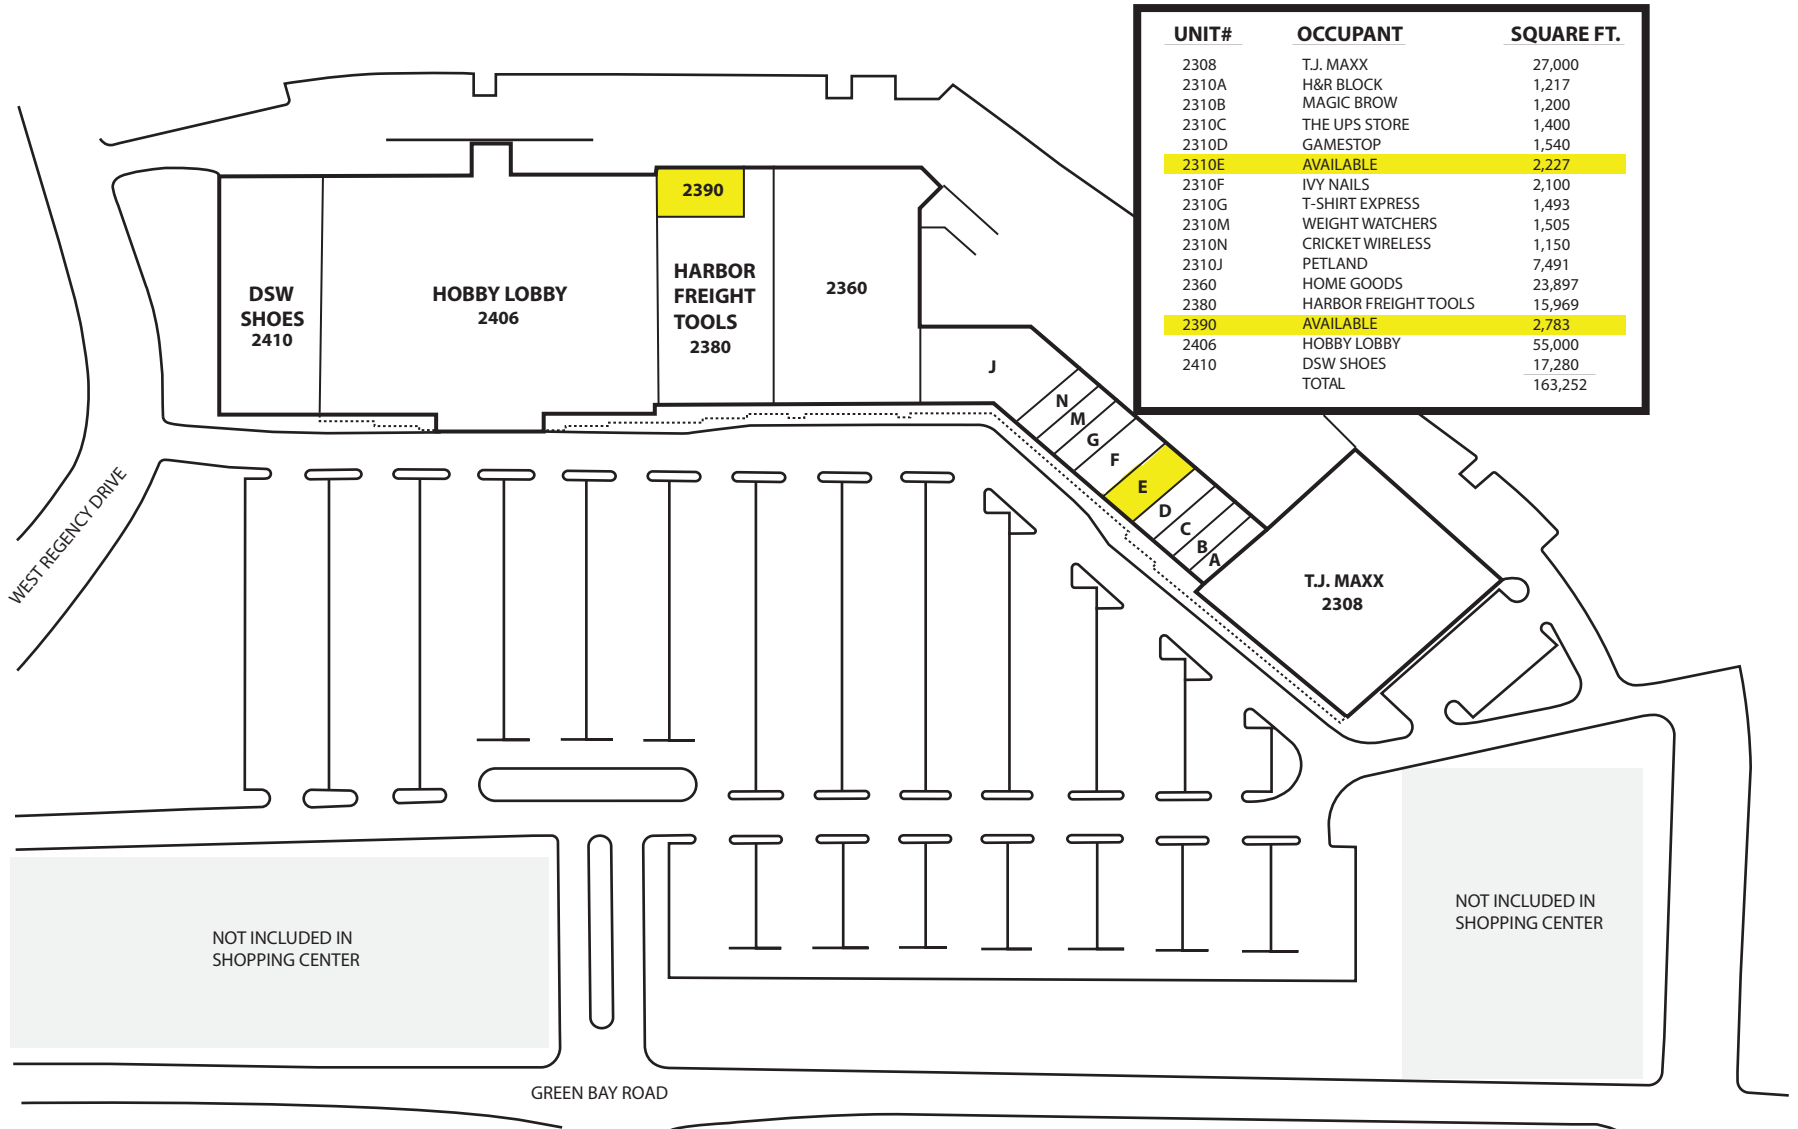 UNIT# OCCUPANT SQUARE FT.
2308 T.J. MAXX 27,000
2310A H&R BLOCK 1,217
2310B MAGIC BROW 1,200
2310C THE UPS STORE 1,400
2310D GAMESTOP 1,540
2310E AVAILABLE 2,227
2310F IVY NAILS 2,100
2310G T-SHIRT EXPRESS 1,493
2310M WEIGHT WATCHERS 1,505
2310N CRICKET WIRELESS 1,150
2310J PETLAND 7,491
2360 HOME GOODS 23,897
2380 HARBOR FREIGHT TOOLS 15,969
2390 AVAILABLE 2,783
2406 HOBBY LOBBY 55,000
2410 DSW SHOES 17,280
TOTAL 163,252
DSW
SHOES
2410
HOBBY LOBBY
2406
2390
HARBOR
FREIGHT
TOOLS
2380
2360
J
N
M
G
F
E
D
C
B
A
T.J. MAXX
2308
WEST REGENCY DRIVE
NOT INCLUDED IN
SHOPPING CENTER
NOT INCLUDED IN
SHOPPING CENTER
GREEN BAY ROAD